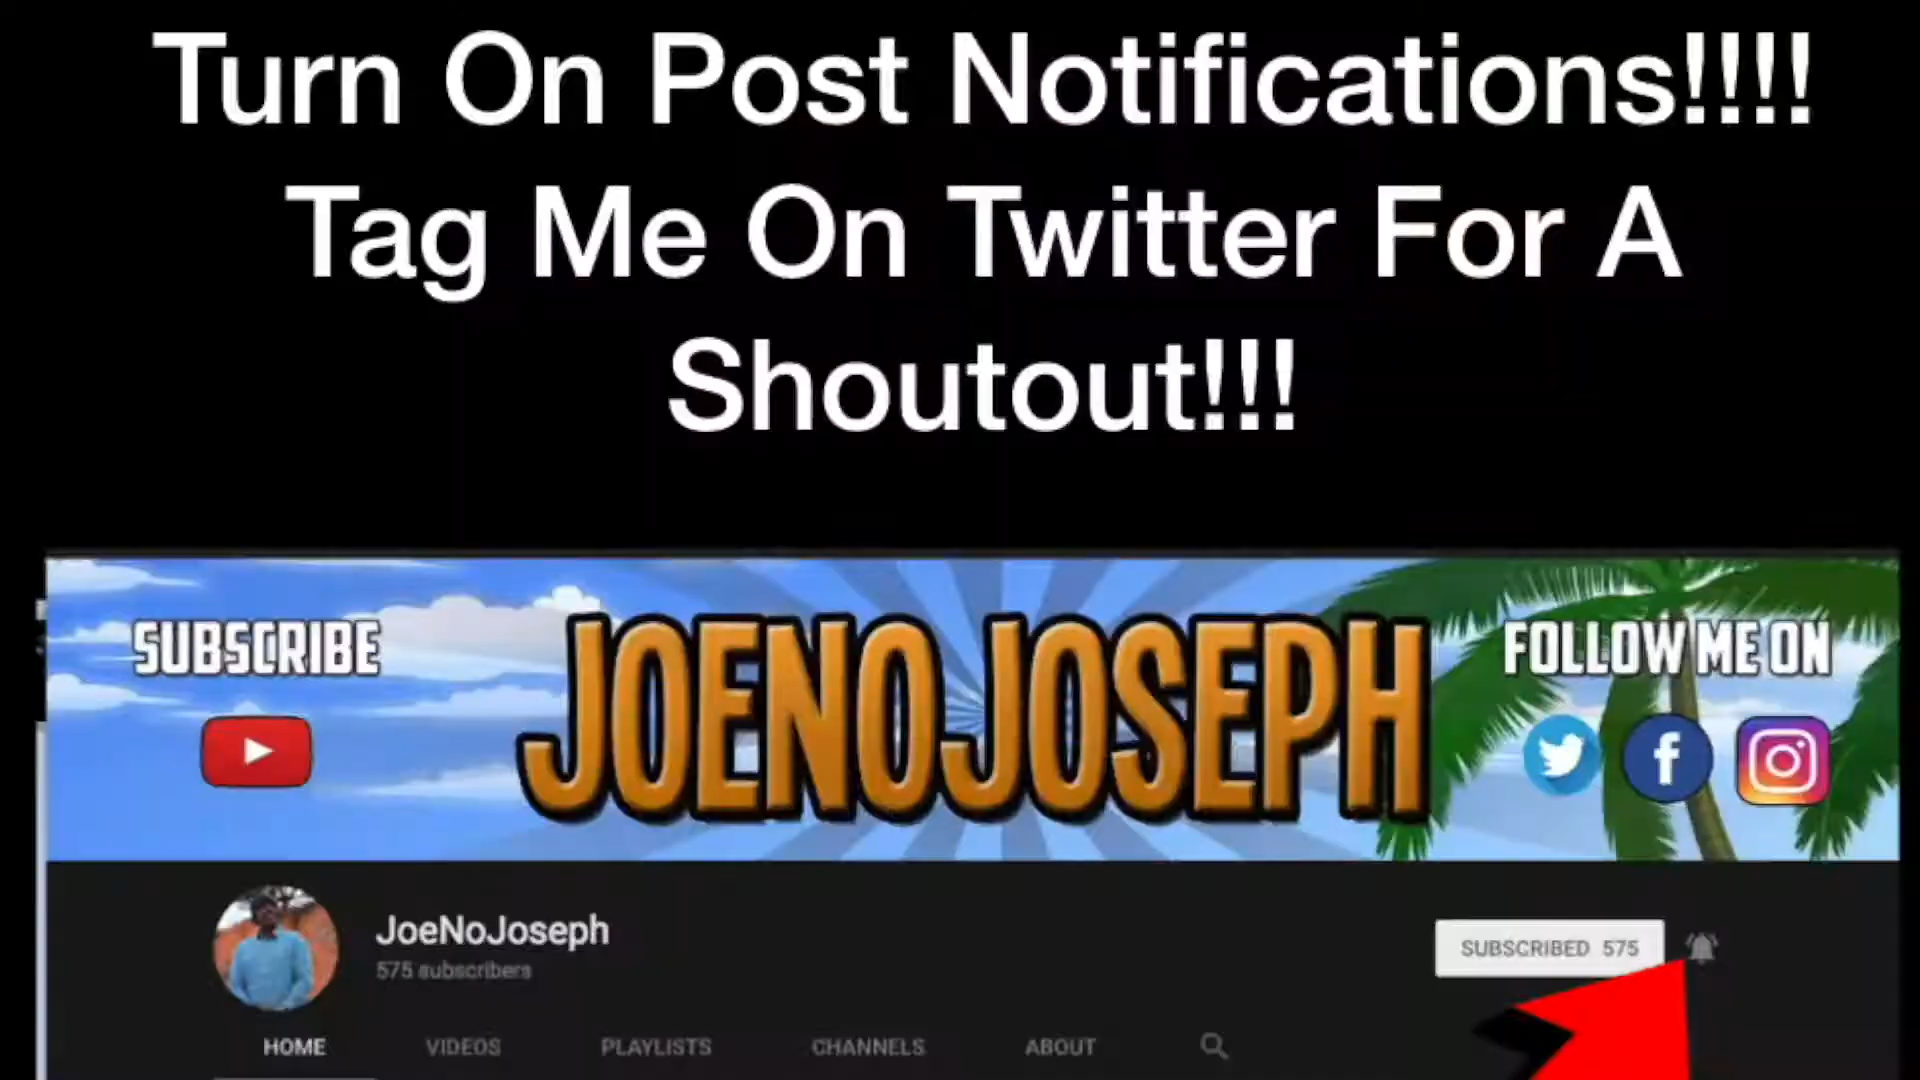 Turn On Post Notifications!!!!
Tag Me On Twitter For A
Shoutout!!!
SUBSCRIBE
JOENOJOSEPH
FOLLOW ME ON
JoeNoJoseph
575 subscribers
SUBSCRIBED 575
HOME VIDEOS PLAYLISTS CHANNELS ABOUT